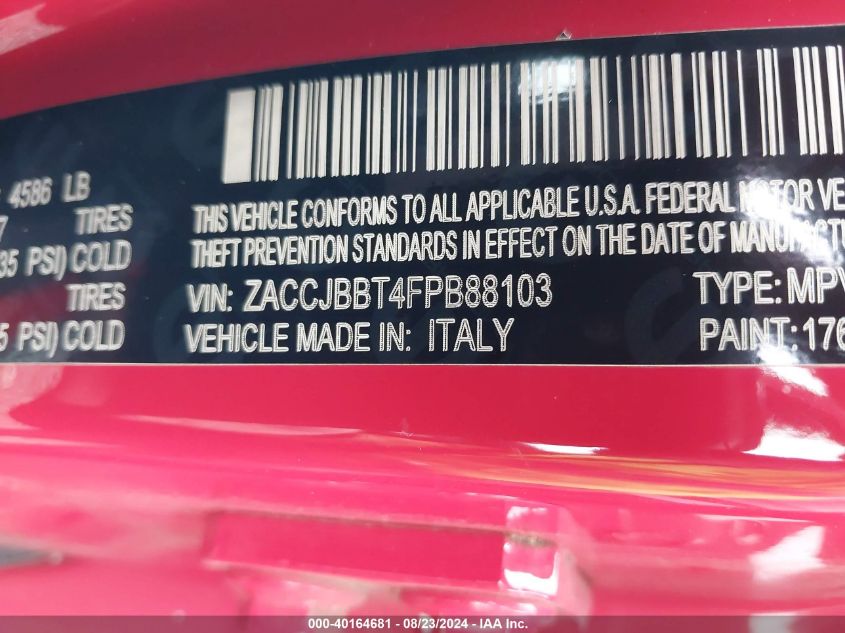 4586 LB
7 TIRES
35 PSI) COLD
TIRES
5 PSI) COLD
THIS VEHICLE CONFORMS TO ALL APPLICABLE U.S.A. FEDERAL MOTOR VE
THEFT PREVENTION STANDARDS IN EFFECT ON THE DATE OF MANUFACTU
VIN: ZACCJBBT4FPB88103 TYPE: MPV
VEHICLE MADE IN: ITALY PAINT: 176
000-40164681 - 08/23/2024 - IAA Inc.